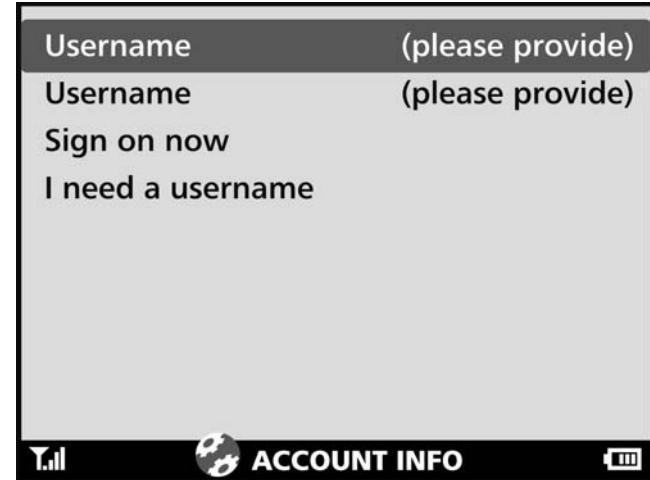 Username (please provide)
Username (please provide)
Sign on now
I need a username
ACCOUNT INFO